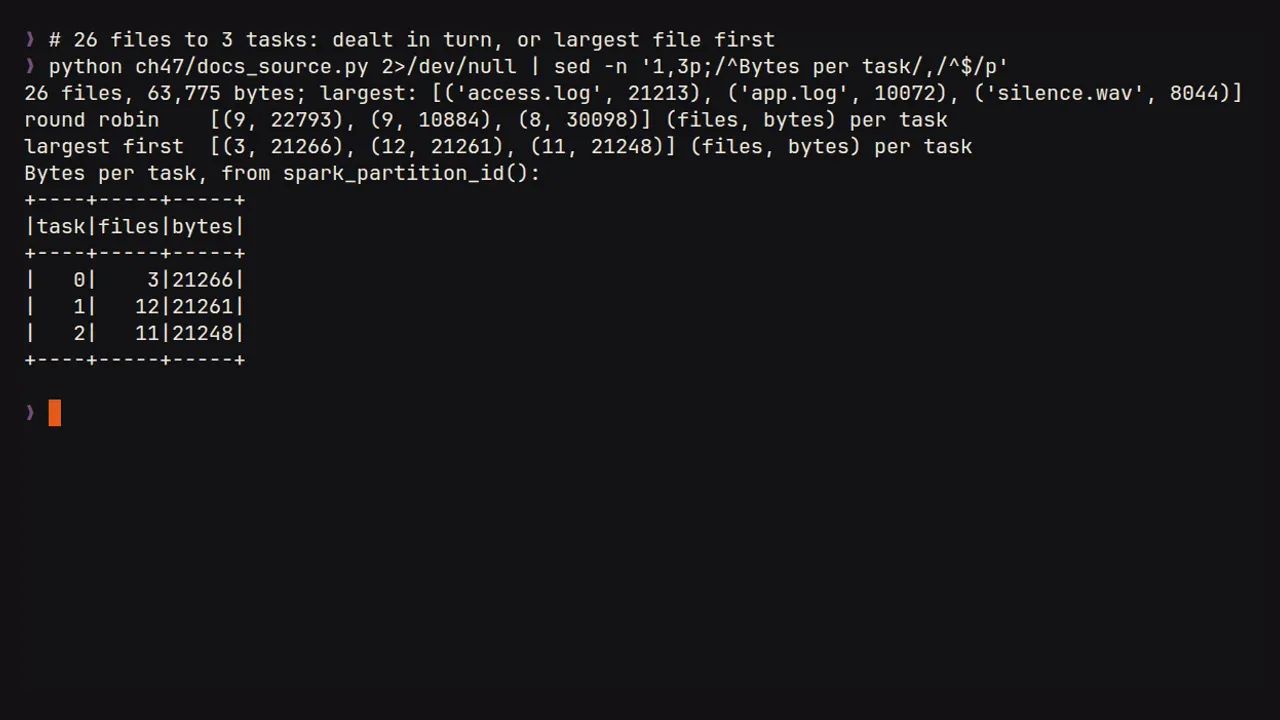 ❯ # 26 files to 3 tasks: dealt in turn, or largest file first
❯ python ch47/docs_source.py 2>/dev/null | sed -n '1,3p;/^Bytes per task/,/^$/p'
26 files, 63,775 bytes; largest: [('access.log', 21213), ('app.log', 10072), ('silence.wav', 8044)]
round robin    [(9, 22793), (9, 10884), (8, 30098)] (files, bytes) per task
largest first  [(3, 21266), (12, 21261), (11, 21248)] (files, bytes) per task
Bytes per task, from spark_partition_id():
+----+-----+-----+
|task|files|bytes|
+----+-----+-----+
|   0|    3|21266|
|   1|   12|21261|
|   2|   11|21248|
+----+-----+-----+
❯